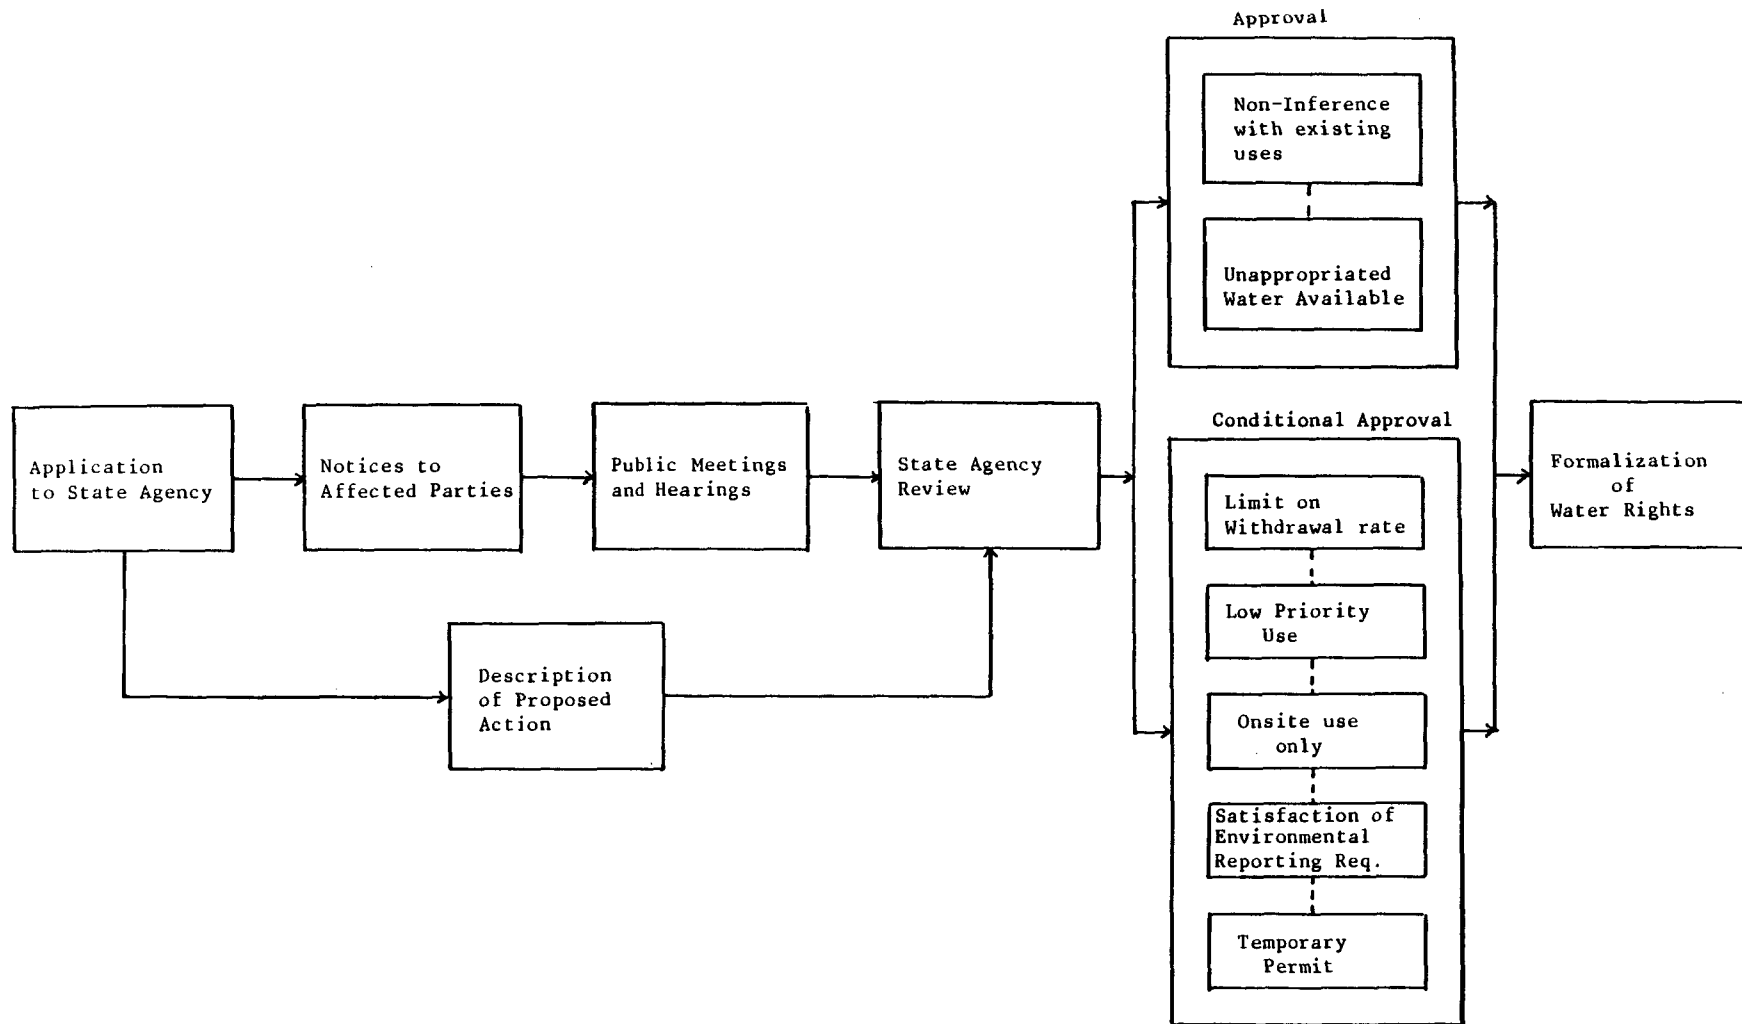 Approval
Non-Inference
with existing
uses
Unappropriated
Water Available
Application
to State Agency
Notices to
Affected Parties
Public Meetings
and Hearings
State Agency
Review
Description
of Proposed
Action
Conditional Approval
Limit on
Withdrawal rate
Low Priority
Use
Onsite use
only
Satisfaction of
Environmental
Reporting Req.
Temporary
Permit
Formalization
of
Water Rights